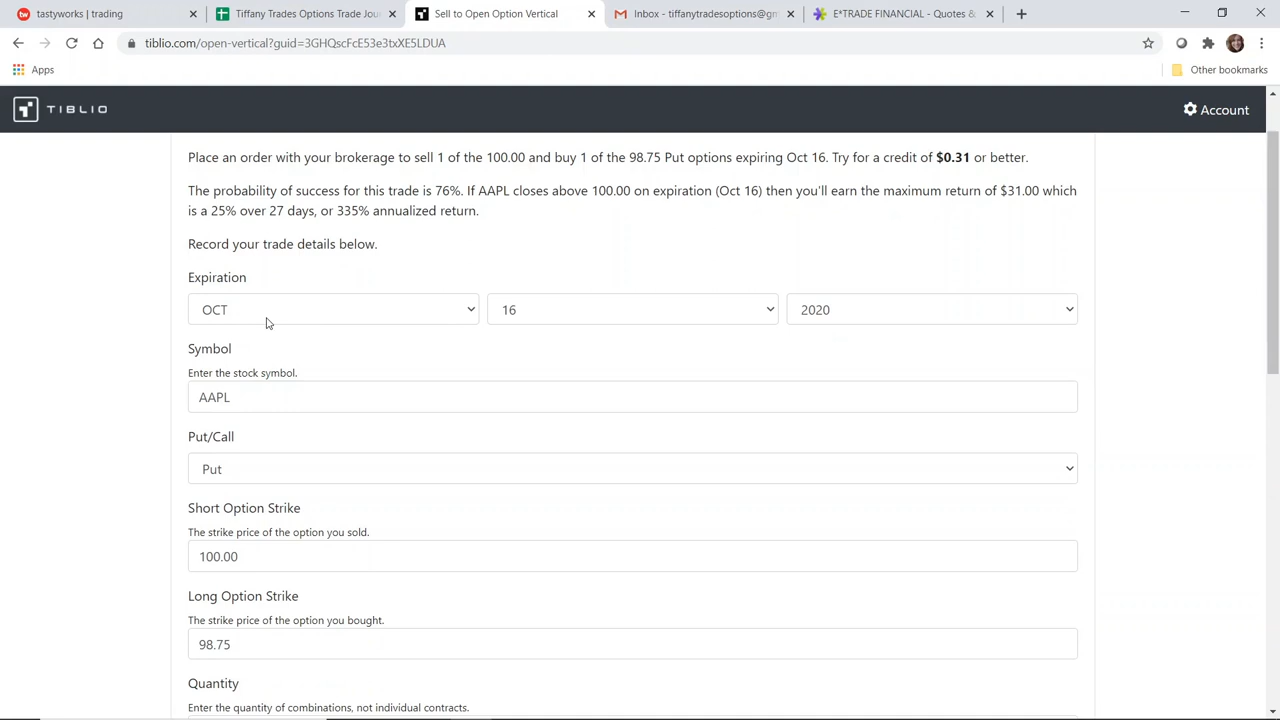 tastyworks | trading
Tiffany Trades Options Trade Jou
Sell to Open Option Vertical
Inbox - tiffanytradesoptions@gm
E*TRADE FINANCIAL - Quotes &
tiblio.com/open-vertical?guid=3GHQscFcE53e3txXE5LDUA
Apps
Other bookmarks
TIBLIO
Account
Place an order with your brokerage to sell 1 of the 100.00 and buy 1 of the 98.75 Put options expiring Oct 16. Try for a credit of $0.31 or better.
The probability of success for this trade is 76%. If AAPL closes above 100.00 on expiration (Oct 16) then you'll earn the maximum return of $31.00 which
is a 25% over 27 days, or 335% annualized return.
Record your trade details below.
Expiration
OCT
16
2020
Symbol
Enter the stock symbol.
AAPL
Put/Call
Put
Short Option Strike
The strike price of the option you sold.
100.00
Long Option Strike
The strike price of the option you bought.
98.75
Quantity
Enter the quantity of combinations, not individual contracts.